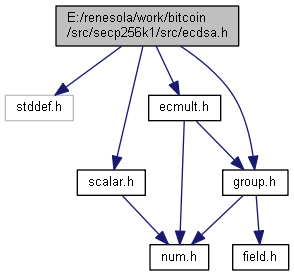 E:/renesola/work/bitcoin
/src/secp256k1/src/ecdsa.h
stddef.h
ecmult.h
scalar.h
group.h
num.h
field.h